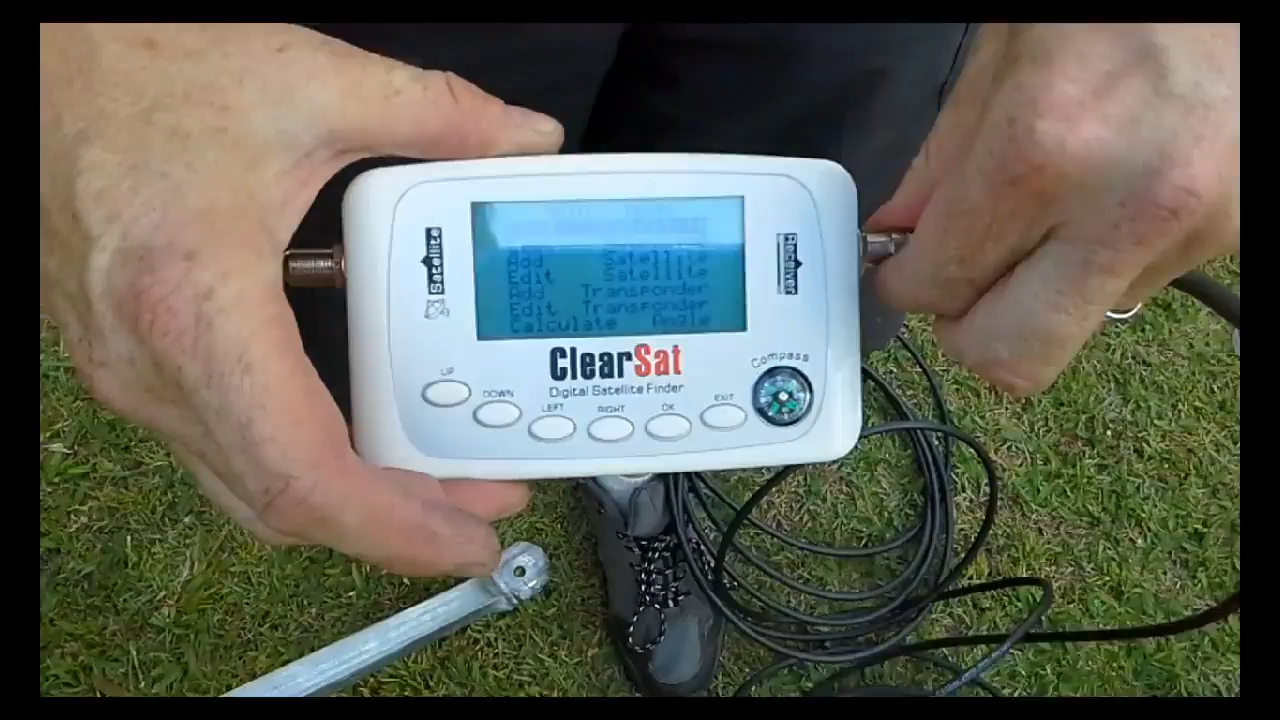 Satellite
Receiver
Add Satellite
Edit Satellite
Add Transponder
Edit Transponder
Calculate Angle
ClearSat
Digital Satellite Finder
Compass
UP
DOWN
LEFT
RIGHT
OK
EXIT